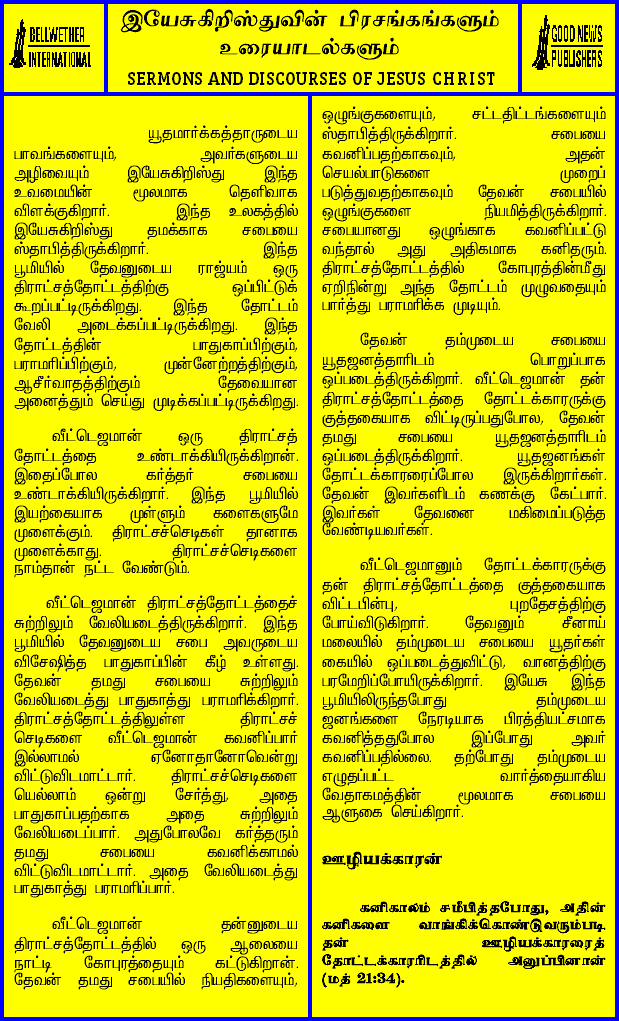 BELLWETHER
INTERNATIONAL
இயேசுகிறிஸ்துவின் பிரசங்கங்களும்
உரையாடல்களும்
SERMONS AND DISCOURSES OF JESUS CHRIST
GOOD NEWS
PUBLISHERS
யூதமார்க்கத்தாருடைய
பாவங்களையும், அவர்களுடைய
அழிவையும் இயேசுகிறிஸ்து இந்த
உவமையின் மூலமாக தெளிவாக
விளக்குகிறார். இந்த உலகத்தில்
இயேசுகிறிஸ்து தமக்காக சபையை
ஸ்தாபித்திருக்கிறார். இந்த
பூமியில் தேவனுடைய ராஜ்யம் ஒரு
திராட்சத்தோட்டத்திற்கு ஒப்பிட்டுக்
கூறப்பட்டிருக்கிறது. இந்த தோட்டம்
வேலி அடைக்கப்பட்டிருக்கிறது. இந்த
தோட்டத்தின் பாதுகாப்பிற்கும்,
பராமரிப்பிற்கும், முன்னேற்றத்திற்கும்,
ஆசீர்வாதத்திற்கும் தேவையான
அனைத்தும் செய்து முடிக்கப்பட்டிருக்கிறது.
வீட்டெஜமான் ஒரு திராட்சத்
தோட்டத்தை உண்டாக்கியிருக்கிறான்.
இதைப்போல கர்த்தர் சபையை
உண்டாக்கியிருக்கிறார். இந்த பூமியில்
இயற்கையாக முள்ளும் களைகளுமே
முளைக்கும். திராட்சச்செடிகள் தானாக
முளைக்காது. திராட்சச்செடிகளை
நாம்தான் நட்ட வேண்டும்.
வீட்டெஜமான் திராட்சத்தோட்டத்தைச்
சுற்றிலும் வேலியடைத்திருக்கிறார். இந்த
பூமியில் தேவனுடைய சபை அவருடைய
விசேஷித்த பாதுகாப்பின் கீழ் உள்ளது.
தேவன் தமது சபையை சுற்றிலும்
வேலியடைத்து பாதுகாத்து பராமரிக்கிறார்.
திராட்சத்தோட்டத்திலுள்ள திராட்சச்
செடிகளை வீட்டெஜமான் கவனிப்பார்
இல்லாமல் ஏனோதானோவென்று
விட்டுவிடமாட்டார். திராட்சச்செடிகளை
யெல்லாம் ஒன்று சேர்த்து, அதை
பாதுகாப்பதற்காக அதை சுற்றிலும்
வேலியடைப்பார். அதுபோலவே கர்த்தரும்
தமது சபையை கவனிக்காமல்
விட்டுவிடமாட்டார். அதை வேலியடைத்து
பாதுகாத்து பராமரிப்பார்.
வீட்டெஜமான் தன்னுடைய
திராட்சத்தோட்டத்தில் ஒரு ஆலையை
நாட்டி கோபுரத்தையும் கட்டுகிறான்.
தேவன் தமது சபையில் நியதிகளையும்,
ஒழுங்குகளையும், சட்டதிட்டங்களையும்
ஸ்தாபித்திருக்கிறார். சபையை
கவனிப்பதற்காகவும், அதன்
செயல்பாடுகளை முறைப்
படுத்துவதற்காகவும் தேவன் சபையில்
ஒழுங்குகளை நியமித்திருக்கிறார்.
சபையானது ஒழுங்காக கவனிப்பட்டு
வந்தால் அது அதிகமாக கனிதரும்.
திராட்சத்தோட்டத்தில் கோபுரத்தின்மீது
ஏறிநின்று அந்த தோட்டம் முழுவதையும்
பார்த்து பராமரிக்க முடியும்.
தேவன் தம்முடைய சபையை
யூதஜனத்தாரிடம் பொறுப்பாக
ஒப்படைத்திருக்கிறார். வீட்டெஜமான் தன்
திராட்சத்தோட்டத்தை தோட்டக்காரருக்கு
குத்தகையாக விட்டிருப்பதுபோல, தேவன்
தமது சபையை யூதஜனத்தாரிடம்
ஒப்படைத்திருக்கிறார். யூதஜனங்கள்
தோட்டக்காரரைப்போல இருக்கிறார்கள்.
தேவன் இவர்களிடம் கணக்கு கேட்பார்.
இவர்கள் தேவனை மகிமைப்படுத்த
வேண்டியவர்கள்.
வீட்டெஜமானும் தோட்டக்காரருக்கு
தன் திராட்சத்தோட்டத்தை குத்தகையாக
விட்டபின்பு, புறதேசத்திற்கு
போய்விடுகிறார். தேவனும் சீனாய்
மலையில் தம்முடைய சபையை யூதர்கள்
கையில் ஒப்படைத்துவிட்டு, வானத்திற்கு
பரமேறிப்போயிருக்கிறார். இயேசு இந்த
பூமியிலிருந்தபோது தம்முடைய
ஜனங்களை நேரடியாக பிரத்தியட்சமாக
கவனித்ததுபோல இப்போது அவர்
கவனிப்பதில்லை. தற்போது தம்முடைய
எழுதப்பட்ட வார்த்தையாகிய
வேதாகமத்தின் மூலமாக சபையை
ஆளுகை செய்கிறார்.
ஊழியக்காரன்
கனிகாலம் சமீபித்தபோது, அதின்
கனிகளை வாங்கிக்கொண்டுவரும்படி
தன் ஊழியக்காரரைத்
தோட்டக்காரரிடத்தில் அனுப்பினான்
(மத் 21:34).